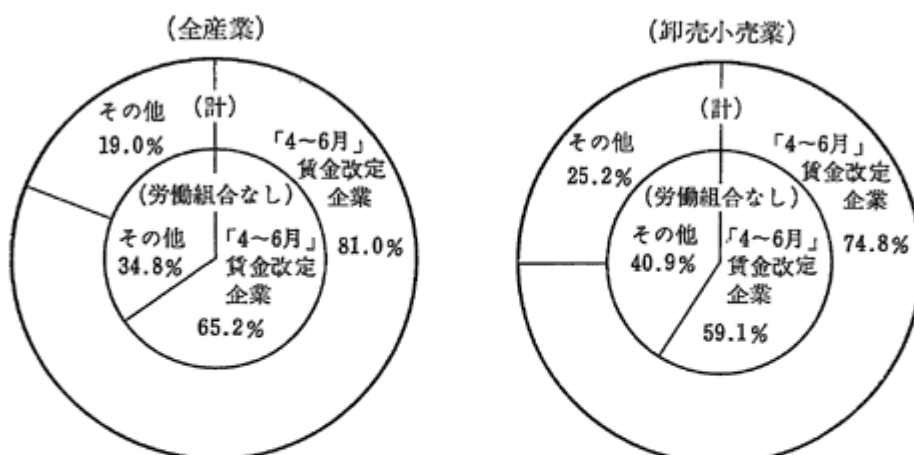 (全産業)
その他
19.0%
(計)
「4～6月」
賃金改定
企業
81.0%
(労働組合なし)
その他
34.8%
「4～6月」
賃金改定
企業
65.2%
(卸売小売業)
その他
25.2%
(計)
「4～6月」
賃金改定
企業
74.8%
(労働組合なし)
その他
40.9%
「4～6月」
賃金改定
企業
59.1%